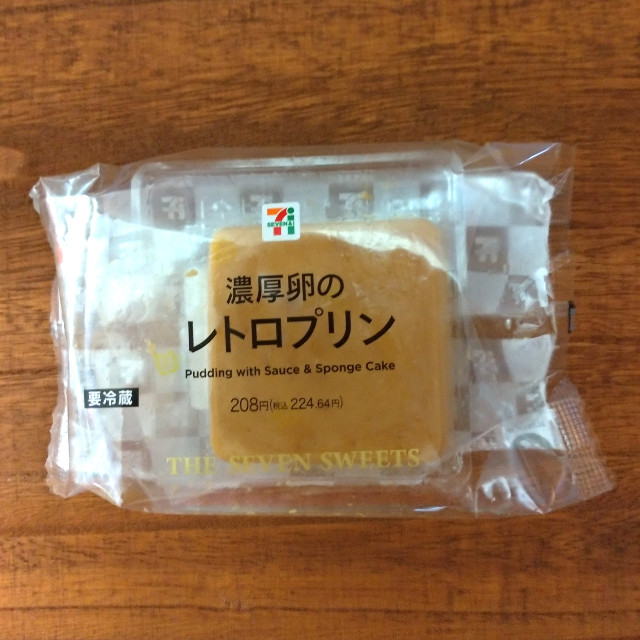 SEVEN&i
濃厚卵の
レトロプリン
Pudding with Sauce & Sponge Cake
要冷蔵
208円(税込 224.64円)
THE SEVEN SWEETS